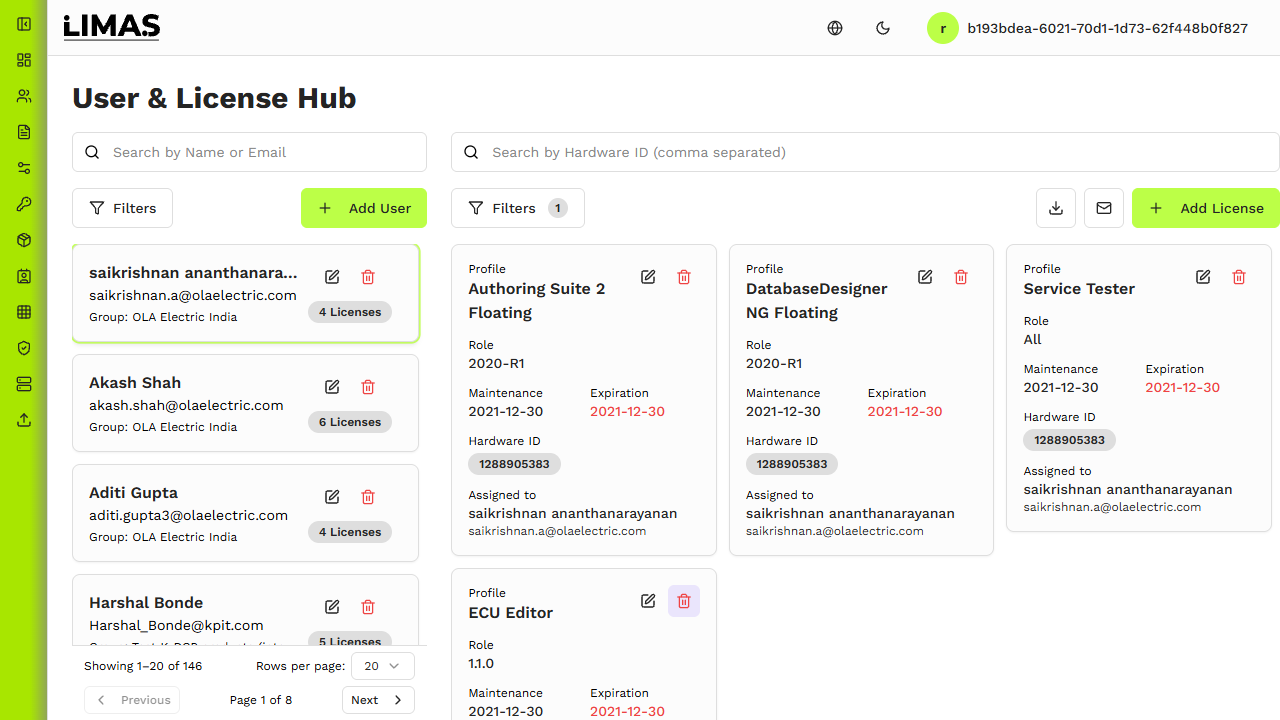 LIMAS
r
b193bdea-6021-70d1-1d73-62f448b0f827
User & License Hub
Search by Name or Email
Search by Hardware ID (comma separated)
Filters
Add User
Filters
1
Add License
saikrishnan ananthanara...
saikrishnan.a@olaelectric.com
Group: OLA Electric India
4 Licenses
Akash Shah
akash.shah@olaelectric.com
Group: OLA Electric India
6 Licenses
Aditi Gupta
aditi.gupta3@olaelectric.com
Group: OLA Electric India
4 Licenses
Harshal Bonde
Harshal_Bonde@kpit.com
5 Licenses
Showing 1–20 of 146
Rows per page:
20
Previous
Page 1 of 8
Next
Profile
Authoring Suite 2
Floating
Role
2020-R1
Maintenance
Expiration
2021-12-30
2021-12-30
Hardware ID
1288905383
Assigned to
saikrishnan ananthanarayanan
saikrishnan.a@olaelectric.com
Profile
DatabaseDesigner
NG Floating
Role
2020-R1
Maintenance
Expiration
2021-12-30
2021-12-30
Hardware ID
1288905383
Assigned to
saikrishnan ananthanarayanan
saikrishnan.a@olaelectric.com
Profile
Service Tester
Role
All
Maintenance
Expiration
2021-12-30
2021-12-30
Hardware ID
1288905383
Assigned to
saikrishnan ananthanarayanan
saikrishnan.a@olaelectric.com
Profile
ECU Editor
Role
1.1.0
Maintenance
Expiration
2021-12-30
2021-12-30